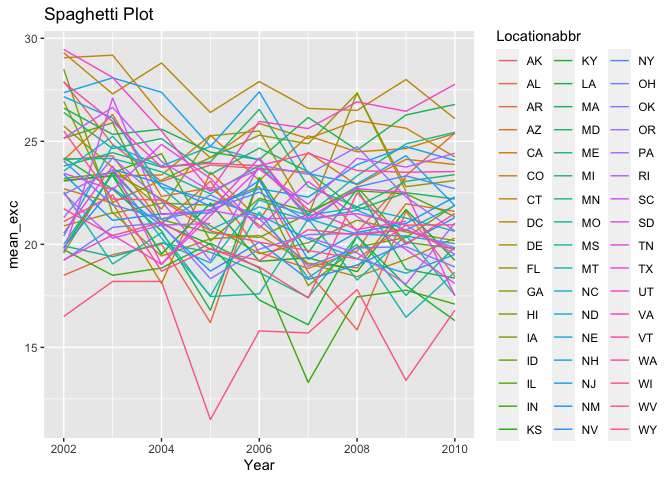 Spaghetti Plot
mean_exc
30
25
20
15
2002
2004
2006
2008
2010
Year
Locationabbr
AK
AL
AR
AZ
CA
CO
CT
DC
DE
FL
GA
HI
IA
ID
IL
IN
KS
KY
LA
MA
MD
ME
MI
MN
MO
MS
MT
NC
ND
NE
NH
NJ
NM
NV
NY
OH
OK
OR
PA
RI
SC
SD
TN
TX
UT
VA
VT
WA
WI
WV
WY